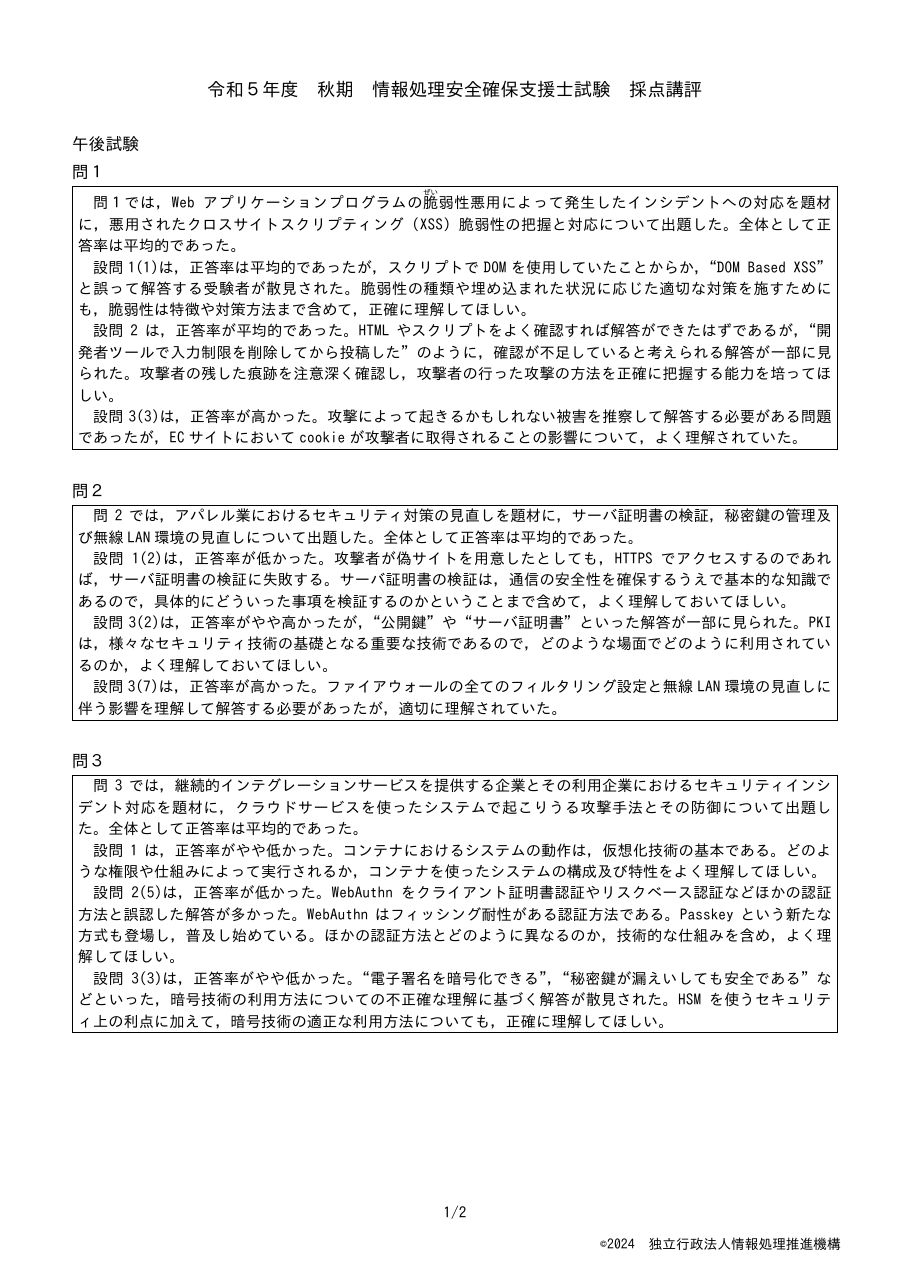 令和５年度　秋期　情報処理安全確保支援士試験　採点講評
午後試験
問１
ぜい
問１では，Web アプリケーションプログラムの脆弱性悪用によって発生したインシデントへの対応を題材
に，悪用されたクロスサイトスクリプティング（XSS）脆弱性の把握と対応について出題した。全体として正
答率は平均的であった。
設問 1(1)は，正答率は平均的であったが，スクリプトで DOM を使用していたことからか，“DOM Based XSS”
と誤って解答する受験者が散見された。脆弱性の種類や埋め込まれた状況に応じた適切な対策を施すために
も，脆弱性は特徴や対策方法まで含めて，正確に理解してほしい。
設問 2 は，正答率が平均的であった。HTML やスクリプトをよく確認すれば解答ができたはずであるが，“開
発者ツールで入力制限を削除してから投稿した”のように，確認が不足していると考えられる解答が一部に見
られた。攻撃者の残した痕跡を注意深く確認し，攻撃者の行った攻撃の方法を正確に把握する能力を培ってほ
しい。
設問 3(3)は，正答率が高かった。攻撃によって起きるかもしれない被害を推察して解答する必要がある問題
であったが，EC サイトにおいて cookie が攻撃者に取得されることの影響について，よく理解されていた。
問２
問 2 では，アパレル業におけるセキュリティ対策の見直しを題材に，サーバ証明書の検証，秘密鍵の管理及
び無線 LAN 環境の見直しについて出題した。全体として正答率は平均的であった。
設問 1(2)は，正答率が低かった。攻撃者が偽サイトを用意したとしても，HTTPS でアクセスするのであれ
ば，サーバ証明書の検証に失敗する。サーバ証明書の検証は，通信の安全性を確保するうえで基本的な知識で
あるので，具体的にどういった事項を検証するのかということまで含めて，よく理解しておいてほしい。
設問 3(2)は，正答率がやや高かったが，“公開鍵”や“サーバ証明書”といった解答が一部に見られた。PKI
は，様々なセキュリティ技術の基礎となる重要な技術であるので，どのような場面でどのように利用されてい
るのか，よく理解しておいてほしい。
設問 3(7)は，正答率が高かった。ファイアウォールの全てのフィルタリング設定と無線 LAN 環境の見直しに
伴う影響を理解して解答する必要があったが，適切に理解されていた。
問３
問 3 では，継続的インテグレーションサービスを提供する企業とその利用企業におけるセキュリティインシ
デント対応を題材に，クラウドサービスを使ったシステムで起こりうる攻撃手法とその防御について出題し
た。全体として正答率は平均的であった。
設問 1 は，正答率がやや低かった。コンテナにおけるシステムの動作は，仮想化技術の基本である。どのよ
うな権限や仕組みによって実行されるか，コンテナを使ったシステムの構成及び特性をよく理解してほしい。
設問 2(5)は，正答率が低かった。WebAuthn をクライアント証明書認証やリスクベース認証などほかの認証
方法と誤認した解答が多かった。WebAuthn はフィッシング耐性がある認証方法である。Passkey という新たな
方式も登場し，普及し始めている。ほかの認証方法とどのように異なるのか，技術的な仕組みを含め，よく理
解してほしい。
設問 3(3)は，正答率がやや低かった。“電子署名を暗号化できる”，“秘密鍵が漏えいしても安全である”な
どといった，暗号技術の利用方法についての不正確な理解に基づく解答が散見された。HSM を使うセキュリテ
ィ上の利点に加えて，暗号技術の適正な利用方法についても，正確に理解してほしい。
1/2
©2024　独立行政法人情報処理推進機構